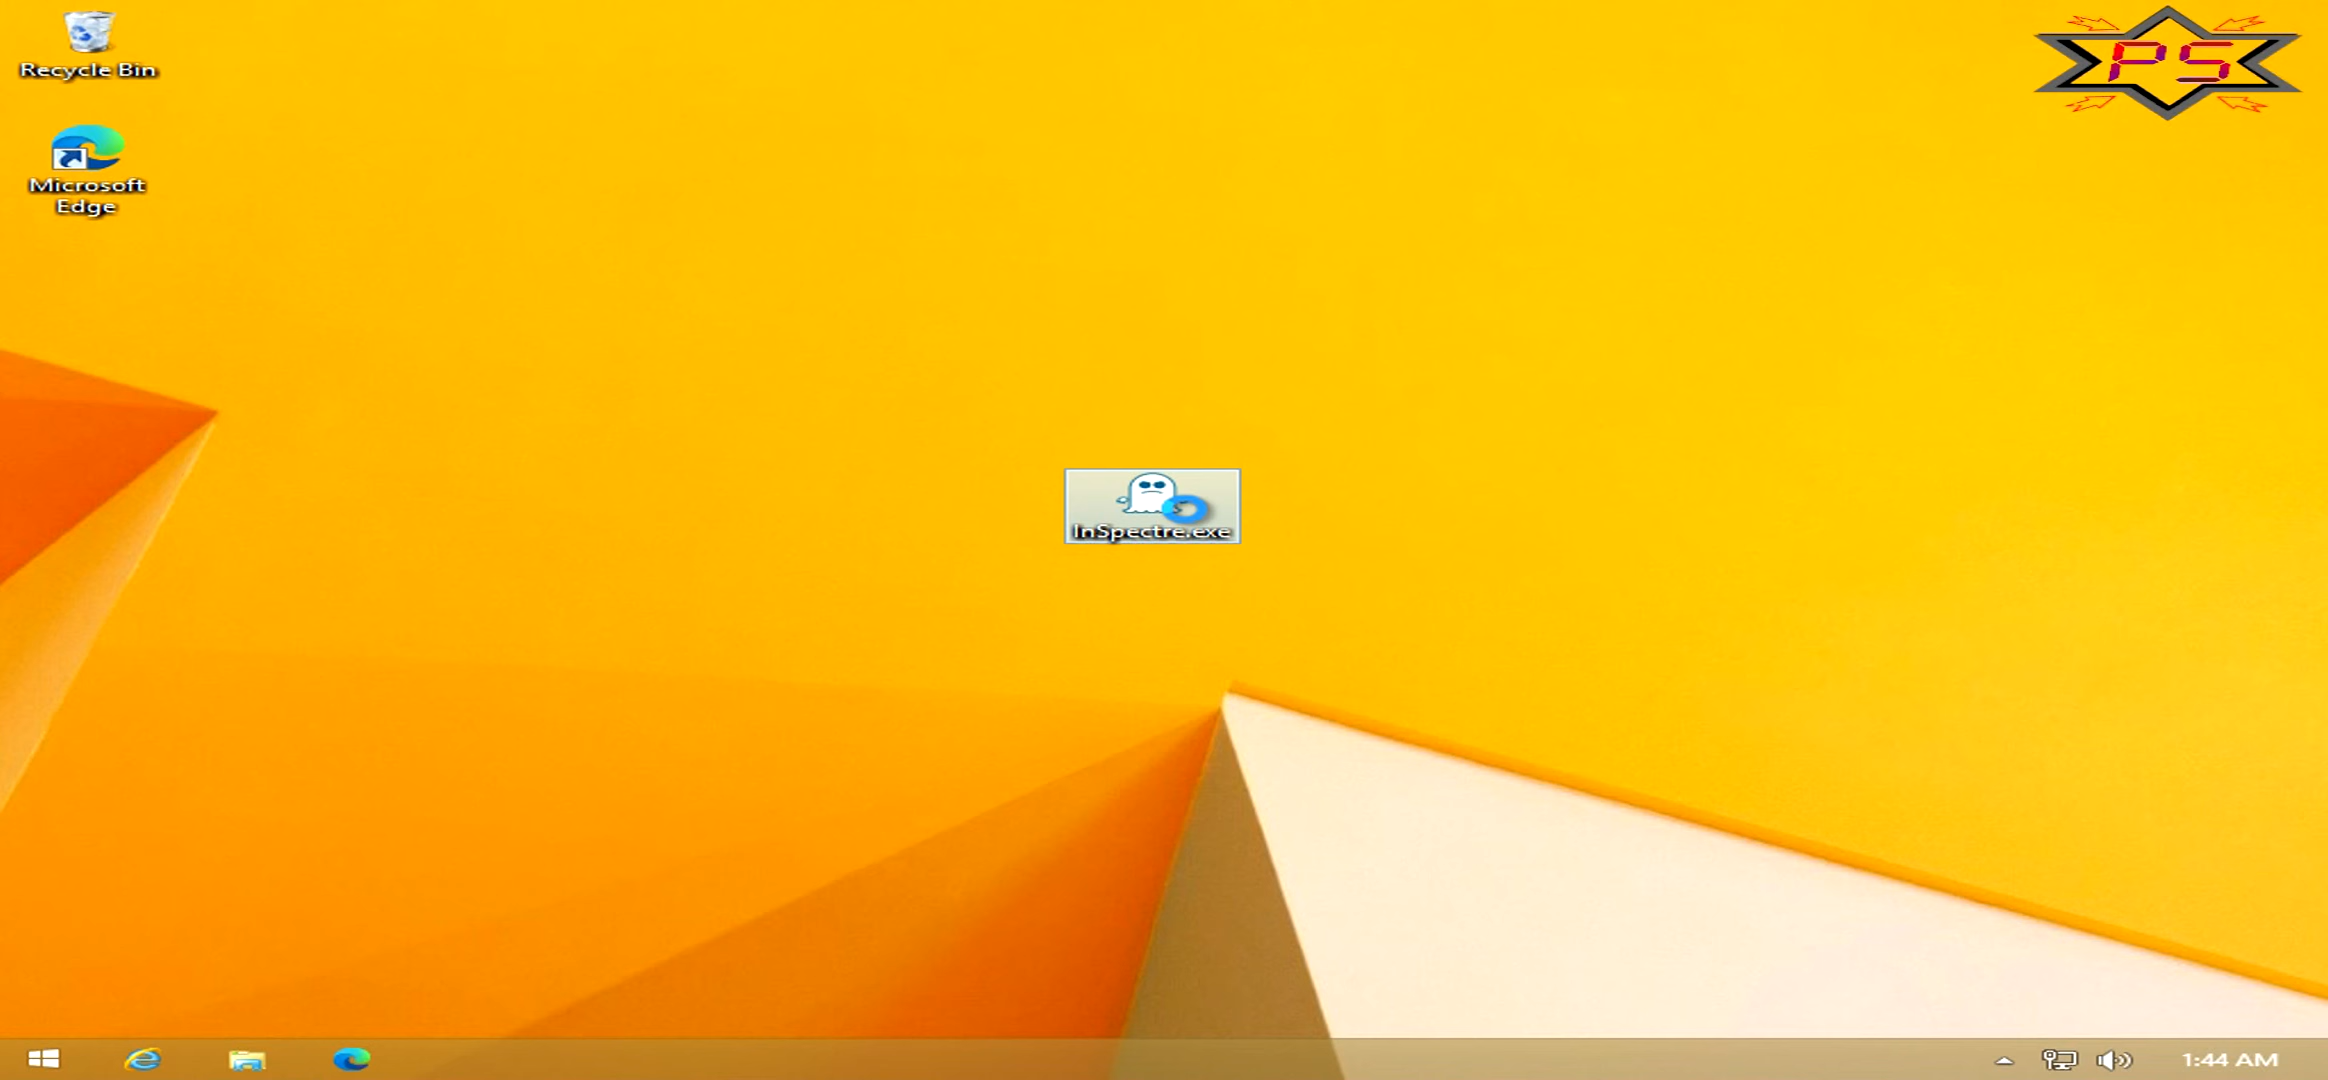 Recycle Bin
PS
Microsoft
Edge
InSpectre.exe
1:44 AM